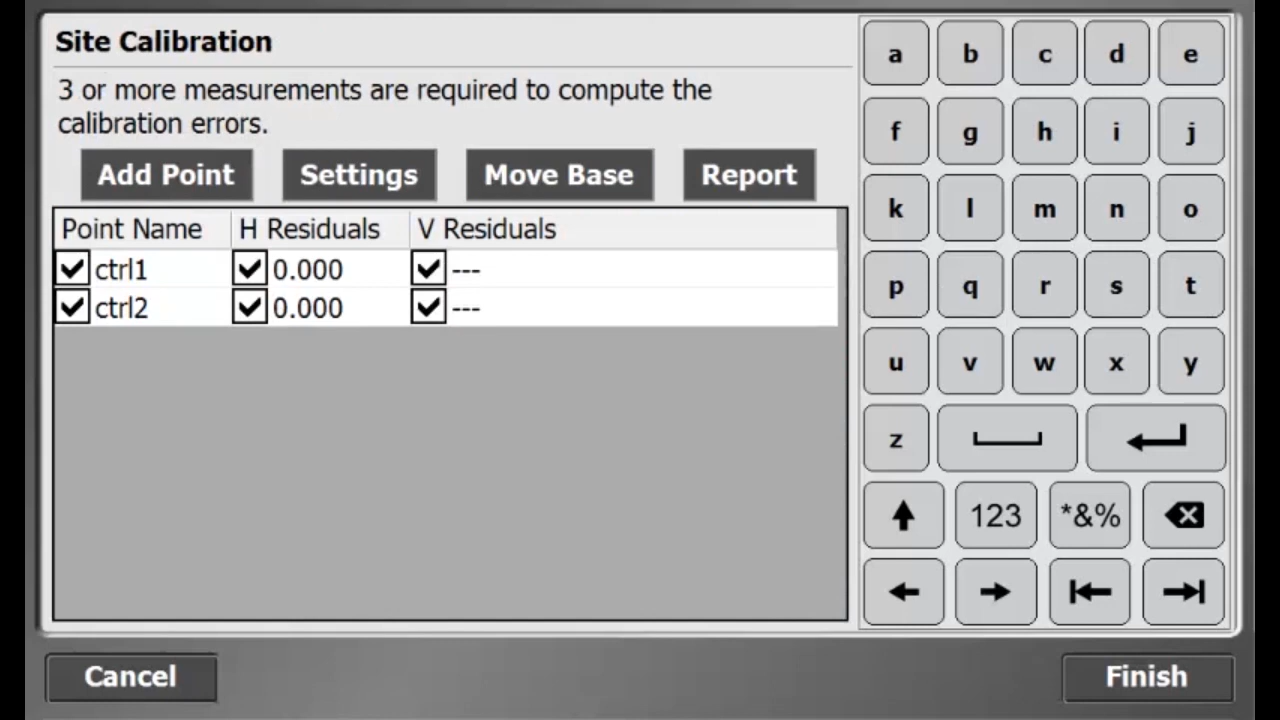 Site Calibration
3 or more measurements are required to compute the
calibration errors.
Add Point Settings Move Base Report
Point Name H Residuals V Residuals
ctrl1 0.000 ---
ctrl2 0.000 ---
a b c d e
f g h i j
k l m n o
p q r s t
u v w x y
z
123 *&%
Cancel Finish